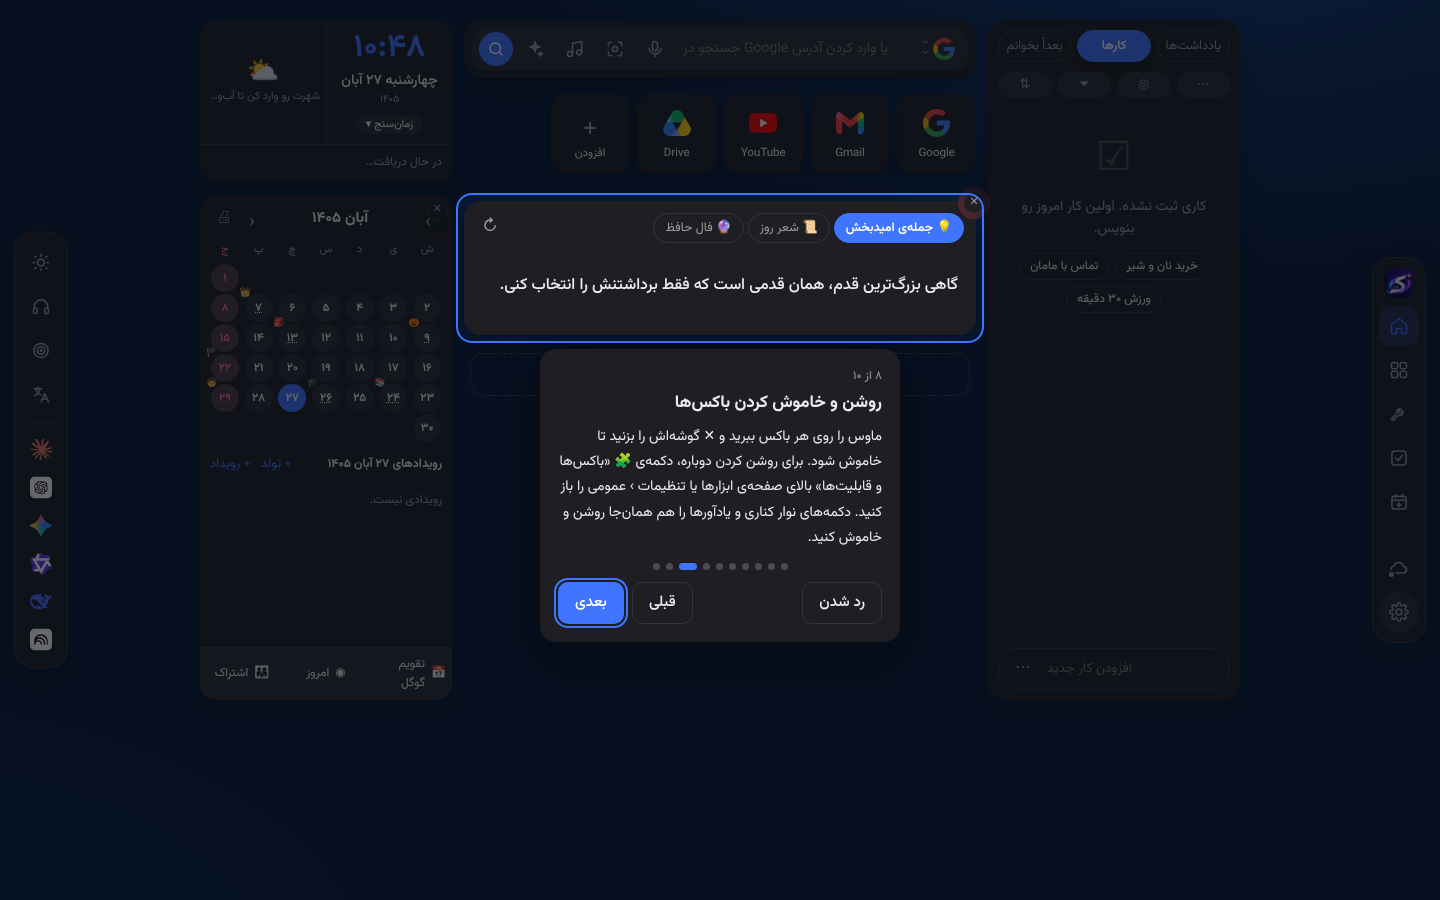 یادداشت‌ها
کارها
بعداً بخوانم
کاری ثبت نشده. اولین کار امروز رو
بنویس.
خرید نان و شیر
تماس با مامان
ورزش ۳۰ دقیقه
افزودن کار جدید
یا وارد کردن آدرس Google جستجو در
Google
Gmail
YouTube
Drive
افزودن
۱۰:۴۸
چهارشنبه ۲۷ آبان
۱۴۰۵
زمان‌سنج ▾
شهرت رو وارد کن تا آب‌و...
در حال دریافت...
💡 جمله‌ی امیدبخش
📜 شعر روز
🔮 فال حافظ
گاهی بزرگ‌ترین قدم، همان قدمی است که فقط برداشتنش را انتخاب کنی.
۸ از ۱۰
روشن و خاموش کردن باکس‌ها
ماوس را روی هر باکس ببرید و ✕ گوشه‌اش را بزنید تا
خاموش شود. برای روشن کردن دوباره، دکمه‌ی 🧩 «باکس‌ها
و قابلیت‌ها» بالای صفحه‌ی ابزارها یا تنظیمات › عمومی را باز
کنید. دکمه‌های نوار کناری و یادآورها را هم همان‌جا روشن و
خاموش کنید.
رد شدن
قبلی
بعدی
آبان ۱۴۰۵
ش ی د س چ پ ج
۱
۲ ۳ ۴ ۵ ۶ ۷ ۸
۹ ۱۰ ۱۱ ۱۲ ۱۳ ۱۴ ۱۵
۱۶ ۱۷ ۱۸ ۱۹ ۲۰ ۲۱ ۲۲
۲۳ ۲۴ ۲۵ ۲۶ ۲۷ ۲۸ ۲۹
۳۰
رویدادهای ۲۷ آبان ۱۴۰۵
+ تولد
+ رویداد
رویدادی نیست.
تقویم
گوگل
امروز
اشتراک